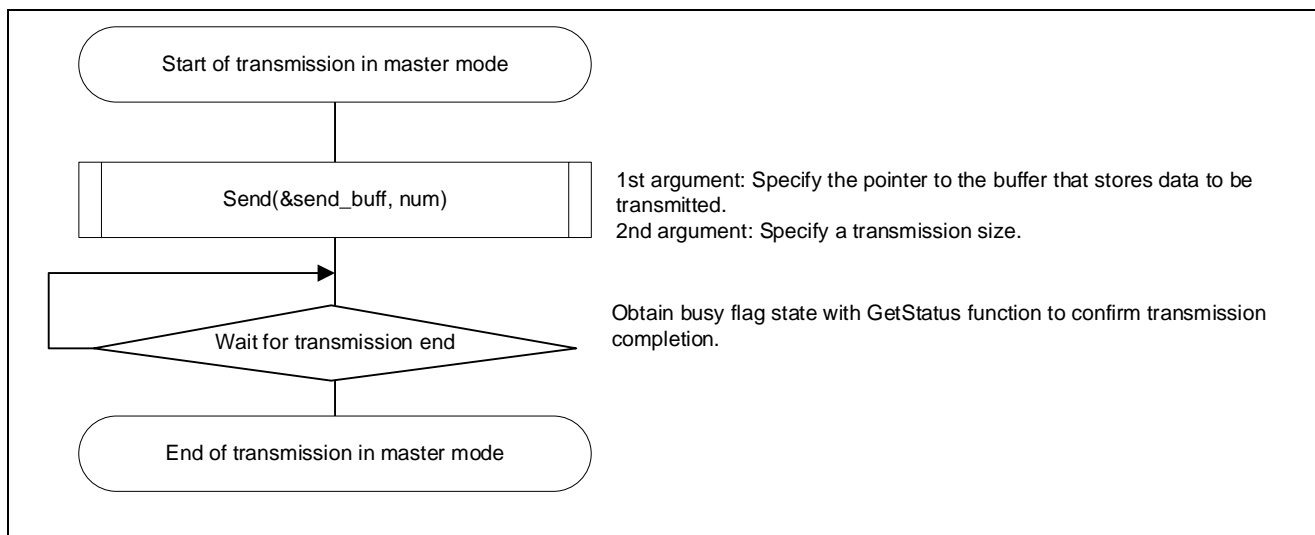 Start of transmission in master mode
Send(&send_buff, num)
1st argument: Specify the pointer to the buffer that stores data to be
transmitted.
2nd argument: Specify a transmission size.
Wait for transmission end
Obtain busy flag state with GetStatus function to confirm transmission
completion.
End of transmission in master mode